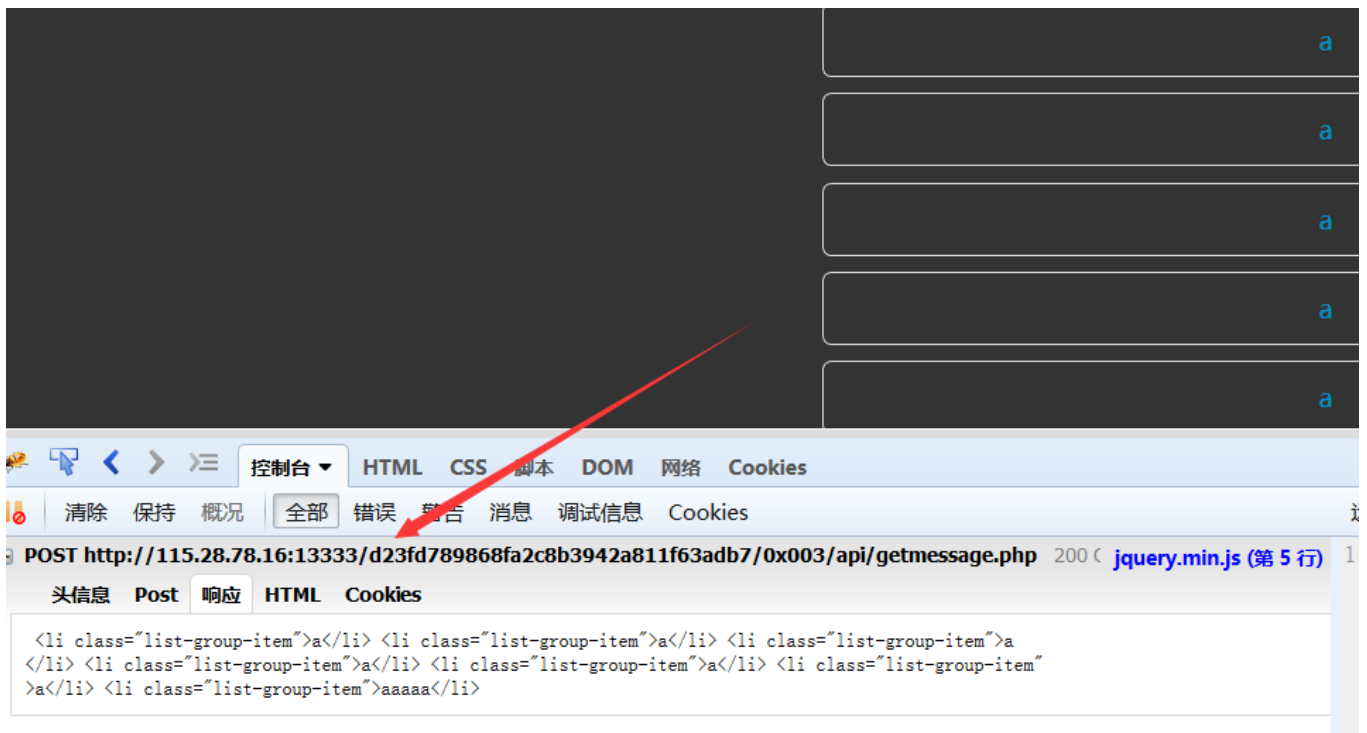 a
a
a
a
a
控制台 HTML CSS 脚本 DOM 网络 Cookies
清除 保持 概况 全部 错误 警告 消息 调试信息 Cookies
POST http://115.28.78.16:13333/d23fd789868fa2c8b3942a811f63adb7/0x003/api/getmessage.php 200 jquery.min.js (第 5 行) 1
头信息 Post 响应 HTML Cookies
<li class="list-group-item">a</li> <li class="list-group-item">a</li> <li class="list-group-item">a
</li> <li class="list-group-item">a</li> <li class="list-group-item">a</li> <li class="list-group-item"
>a</li> <li class="list-group-item">aaaaa</li>